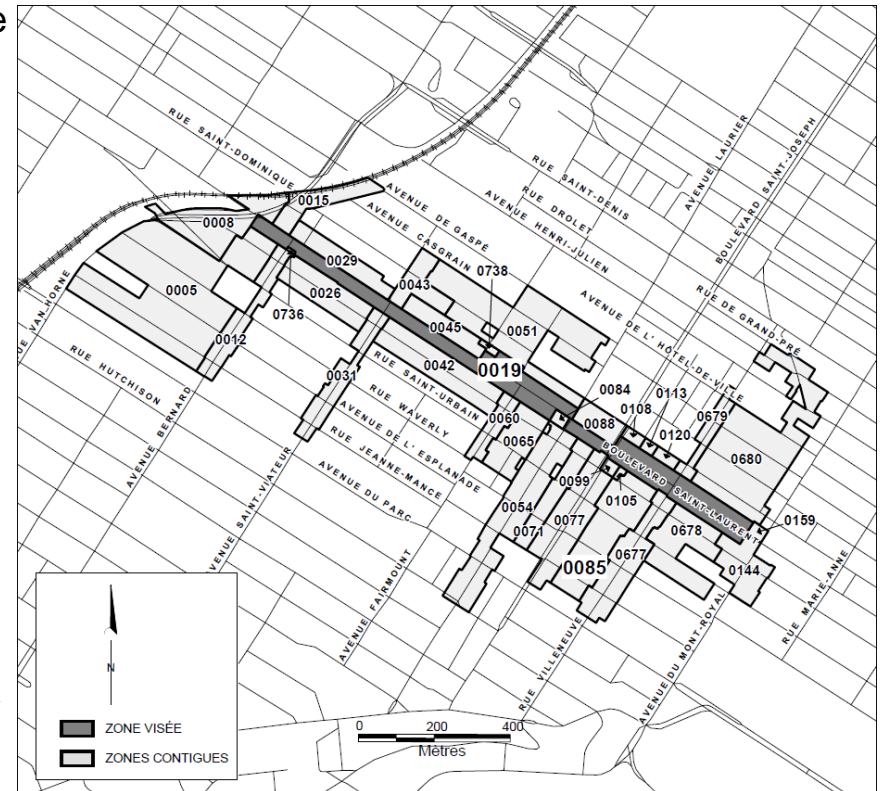 e
RUE SAINT-DOMINIQUE
AVENUE LAURIER
BOULEVARD SAINT-JOSEPH
RUE SAINT-DENIS
RUE DROLET
AVENUE HENRI-JULIEN
AVENUE DE GASPÉ
AVENUE CASGRAIN
0015
0008
0029
0738
0043
0005
0026
0736
0045
0051
AVENUE DE L' HÔTEL-DE-VILLE
RUE DE GRAND-PRÉ
UE VAN-HORNE
0012
0042
0019
RUE HUTCHISON
0031
RUE SAINT-URBAIN
0084
0113
0108
0679
0060
0088
0120
RUE WAVERLY
0065
BOULEVARD SAINT-LAURENT
0680
AVENUE BERNARD
AVENUE DE L' ESPLANADE
RUE JEANNE-MANCE
AVENUE DU PARC
0099
0105
0054
0071
0077
0678
0159
AVENUE SAINT-VIATEUR
0085
0677
0144
AVENUE FAIRMOUNT
RUE VILLENEUVE
AVENUE DU MONT-ROYAL
RUE MARIE-ANNE
N
ZONE VISÉE
ZONES CONTIGUES
0 200 400
Mètres